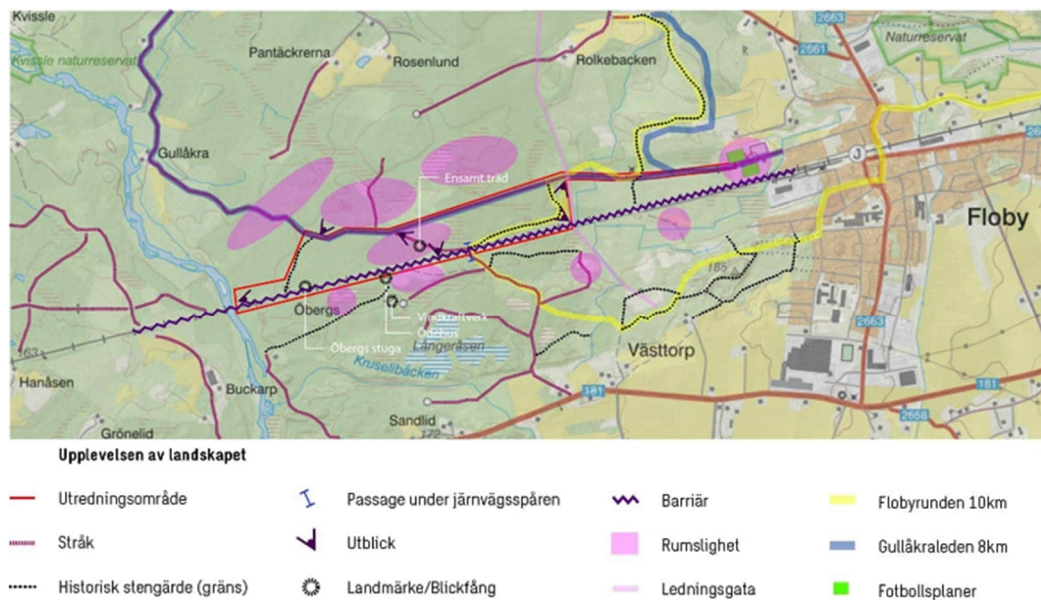 Kvissle
2663
2661
Naturreservat
Pantäckrerna
Rosenlund
Rolkebacken
Kvissle naturreservat
Gullåkra
Ensamt träd
J
Floby
185
Öbergs
Vindkraftverk
Ödehus
Öbergs stuga
Långeråsen
Kruselibäcken
Västtorp
2663
163
Hanåsen
Buckarp
181
181
Sandlid
172
2658
Grönelid
Upplevelsen av landskapet
Utredningsområde
Passage under järnvägsspåren
Barriär
Flobyrunden 10km
Stråk
Utblick
Rumslighet
Gullåkraleden 8km
Historisk stengärde (gräns)
Landmärke/Blickfång
Ledningsgata
Fotbollsplaner